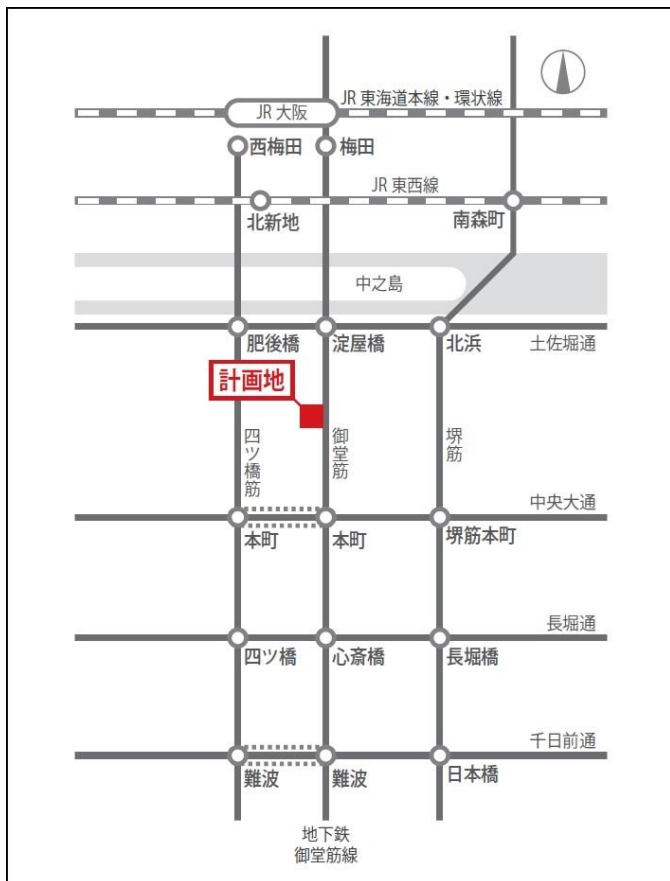 JR 東海道本線・環状線
JR 大阪
西梅田
梅田
JR 東西線
北新地
南森町
中之島
肥後橋
淀屋橋
北浜
土佐堀通
計画地
四ツ橋筋
御堂筋
堺筋
中央大通
本町
本町
堺筋本町
長堀通
四ツ橋
心斎橋
長堀橋
千日前通
難波
難波
日本橋
地下鉄
御堂筋線